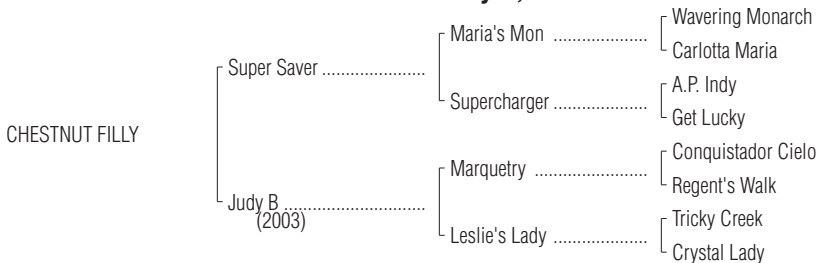 Wavering Monarch
Maria's Mon ......................
Carlotta Maria
Super Saver ......................
A.P. Indy
Supercharger ......................
Get Lucky
CHESTNUT FILLY
Conquistador Cielo
Marquetry ......................
Regent's Walk
Judy B ..............................
(2003)
Tricky Creek
Leslie's Lady ......................
Crystal Lady